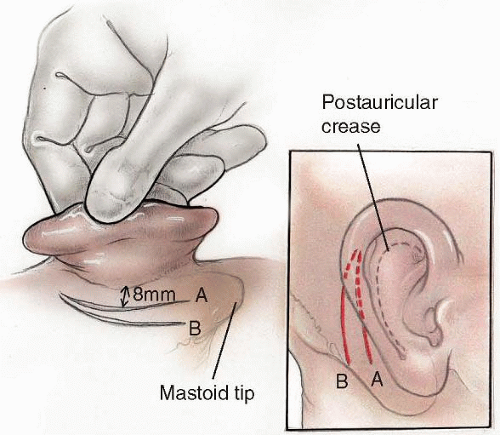 Postauricular
crease
8mm
A
B
Mastoid tip
B
A